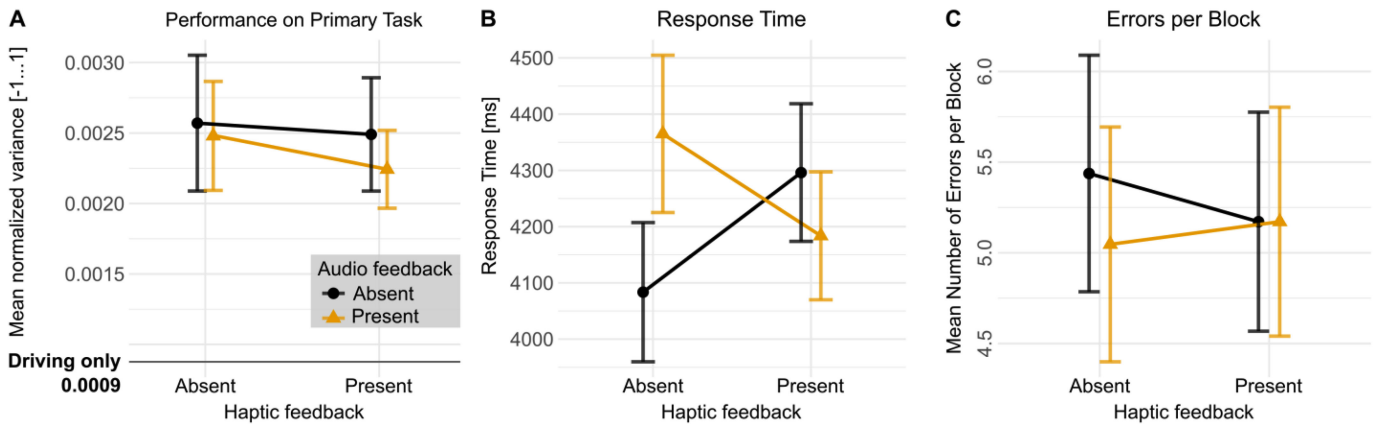 A
Performance on Primary Task
Mean normalized variance [-1...1]
0.0030
0.0025
0.0020
0.0015
Audio feedback
Absent
Present
Driving only
0.0009
Absent
Present
Haptic feedback
B
Response Time
Response Time [ms]
4500
4400
4300
4200
4100
4000
Absent
Present
Haptic feedback
C
Errors per Block
Mean Number of Errors per Block
6.0
5.5
5.0
4.5
Absent
Present
Haptic feedback